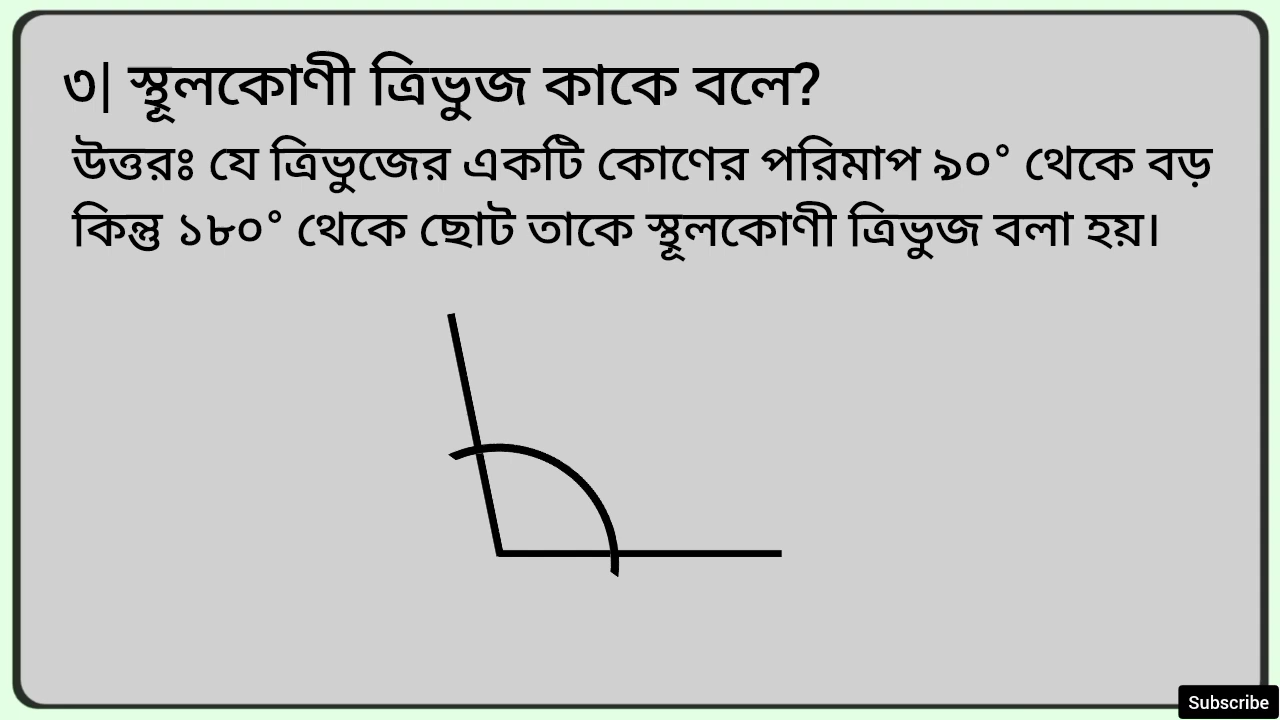 ৩| স্থূলকোণী ত্রিভুজ কাকে বলে?
উত্তরঃ যে ত্রিভুজের একটি কোণের পরিমাপ ৯০° থেকে বড়
কিন্তু ১৮০° থেকে ছোট তাকে স্থূলকোণী ত্রিভুজ বলা হয়।
Subscribe